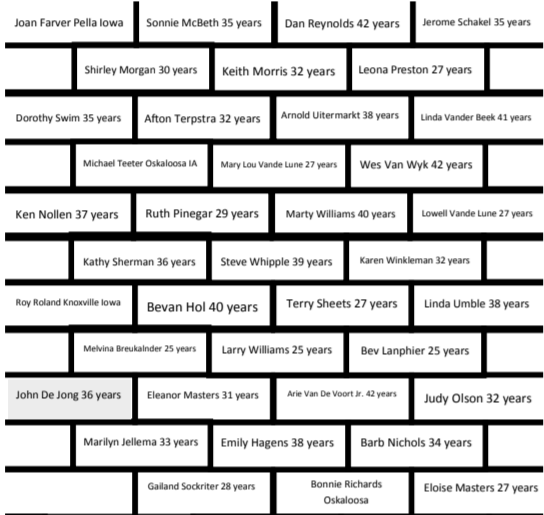 Joan Farver Pella Iowa
Sonnie McBeth 35 years
Dan Reynolds 42 years
Jerome Schakel 35 years
Shirley Morgan 30 years
Keith Morris 32 years
Leona Preston 27 years
Dorothy Swim 35 years
Afton Terpstra 32 years
Arnold Uitermarkt 38 years
Linda Vander Beek 41 years
Michael Teeter Oskaloosa IA
Mary Lou Vande Lune 27 years
Wes Van Wyk 42 years
Ken Nollen 37 years
Ruth Pinegar 29 years
Marty Williams 40 years
Lowell Vande Lune 27 years
Kathy Sherman 36 years
Steve Whipple 39 years
Karen Winkleman 32 years
Roy Roland Knoxville Iowa
Bevan Hol 40 years
Terry Sheets 27 years
Linda Umble 38 years
Melvina Breukalnder 25 years
Larry Williams 25 years
Bev Lanphier 25 years
John De Jong 36 years
Eleanor Masters 31 years
Arie Van De Voort Jr. 42 years
Judy Olson 32 years
Marilyn Jellema 33 years
Emily Hagens 38 years
Barb Nichols 34 years
Gailand Sockriter 28 years
Bonnie Richards
Oskaloosa
Eloise Masters 27 years